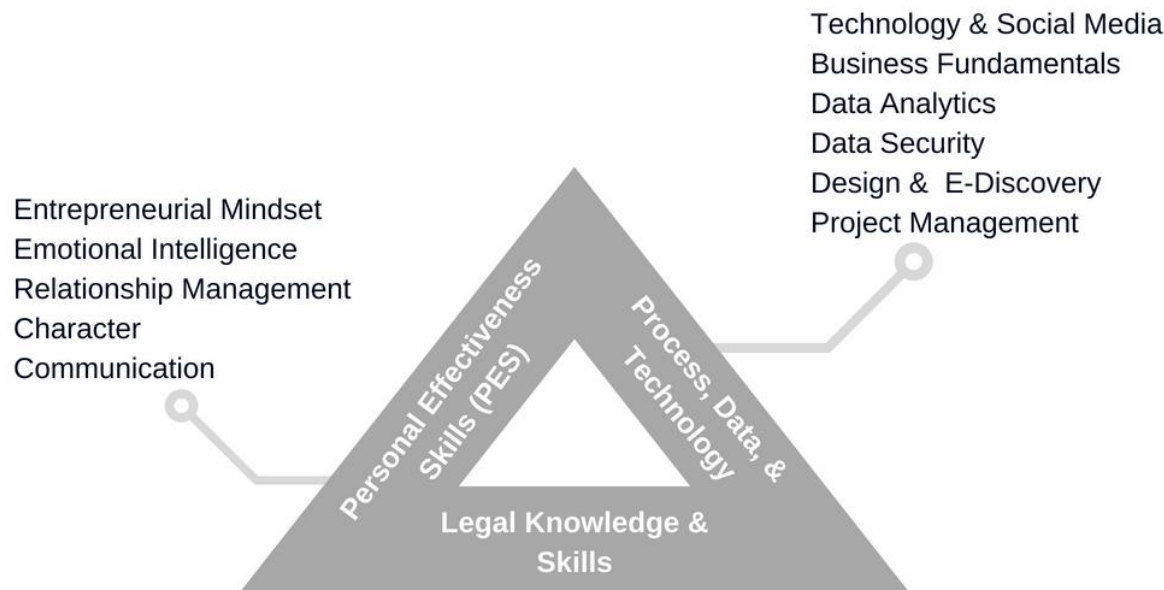 Technology & Social Media
Business Fundamentals
Data Analytics
Data Security
Design &  E-Discovery
Project Management
Entrepreneurial Mindset
Emotional Intelligence
Relationship Management
Character
Communication
Personal Effectiveness
Skills (PES)
Process, Data, &
Technology
Legal Knowledge &
Skills